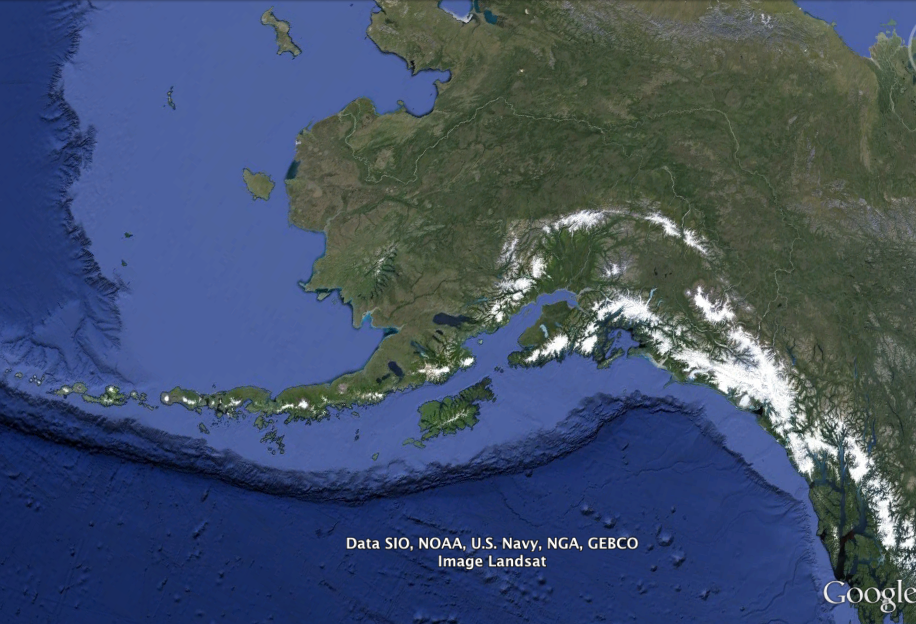 Data SIO, NOAA, U.S. Navy, NGA, GEBCO
Image Landsat
Google